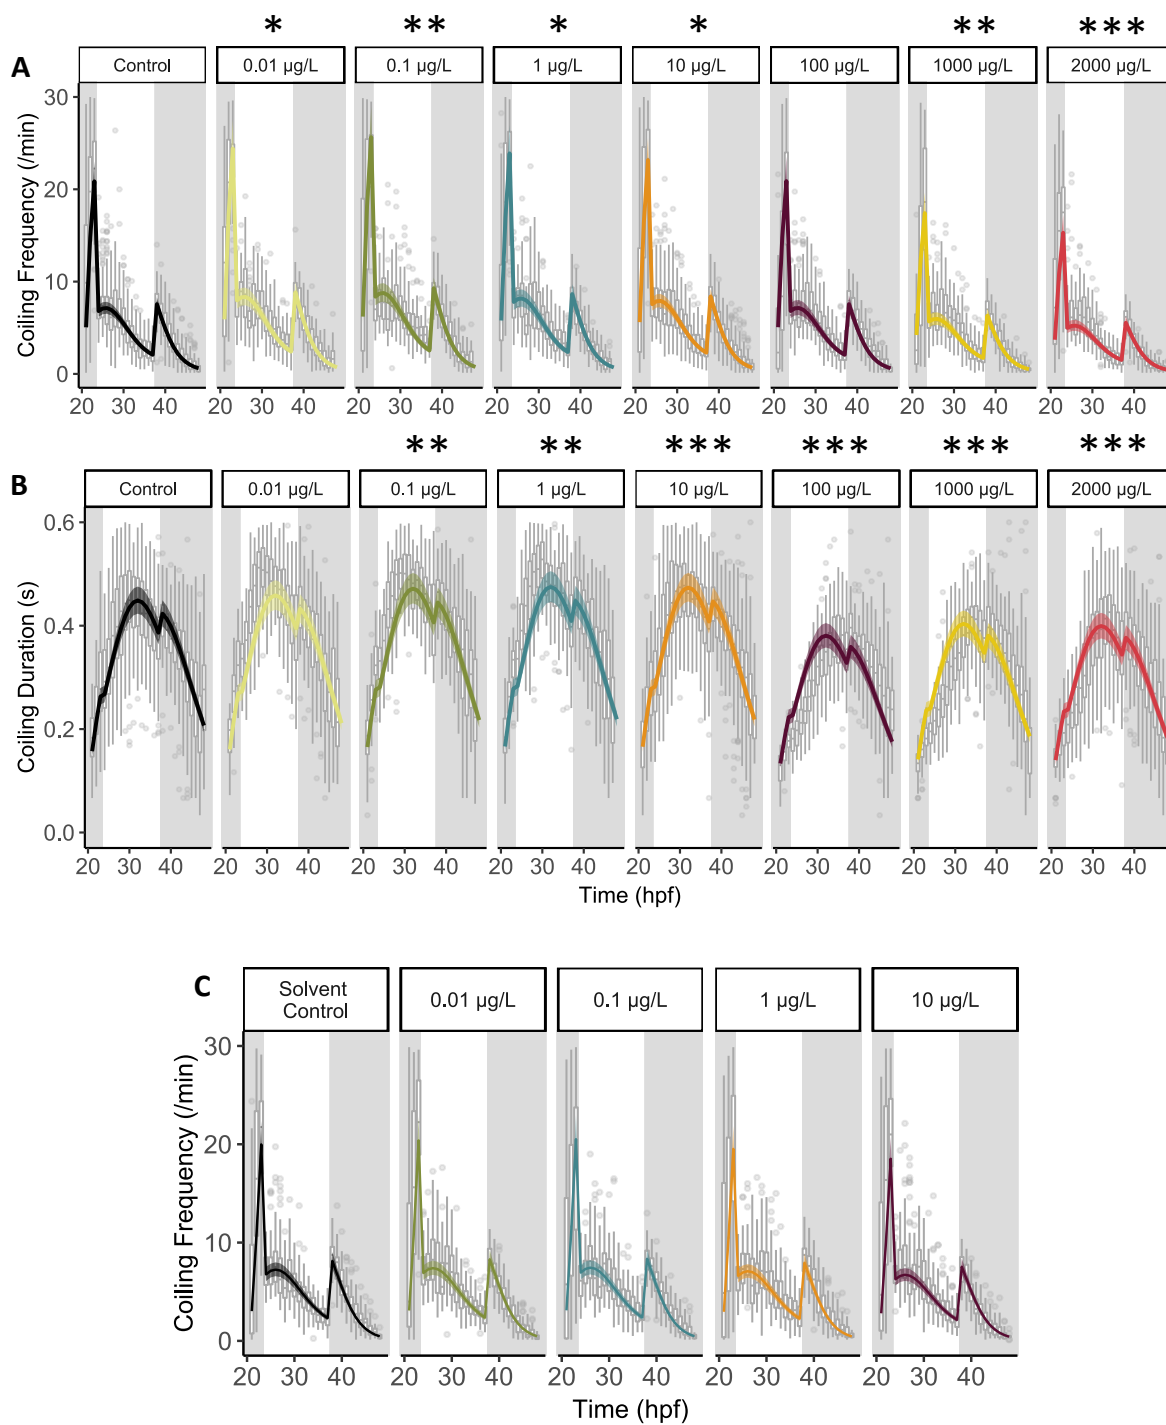 * ** * * ** ***
A
Control 0.01 µg/L 0.1 µg/L 1 µg/L 10 µg/L 100 µg/L 1000 µg/L 2000 µg/L
Coiling Frequency (/min)
30
20
10
0
20 30 40 20 30 40 20 30 40 20 30 40 20 30 40 20 30 40 20 30 40 20 30 40
** ** *** *** *** ***
B
Control 0.01 µg/L 0.1 µg/L 1 µg/L 10 µg/L 100 µg/L 1000 µg/L 2000 µg/L
Coiling Duration (s)
0.6
0.4
0.2
0.0
20 30 40 20 30 40 20 30 40 20 30 40 20 30 40 20 30 40 20 30 40 20 30 40
Time (hpf)
C
Solvent
Control
0.01 µg/L 0.1 µg/L 1 µg/L 10 µg/L
Coiling Frequency (/min)
30
20
10
0
20 30 40 20 30 40 20 30 40 20 30 40 20 30 40
Time (hpf)